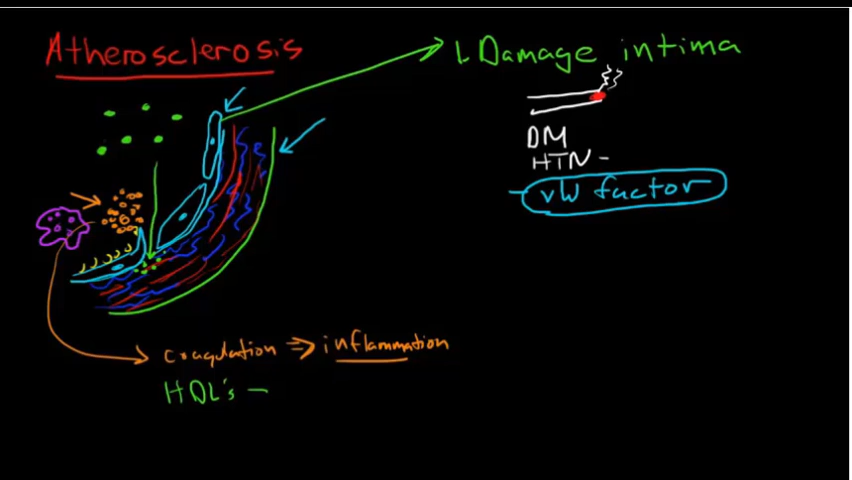 Atherosclerosis
1. Damage intima
DM
HTN -
- vW factor
coagulation => inflammation
HDL's -